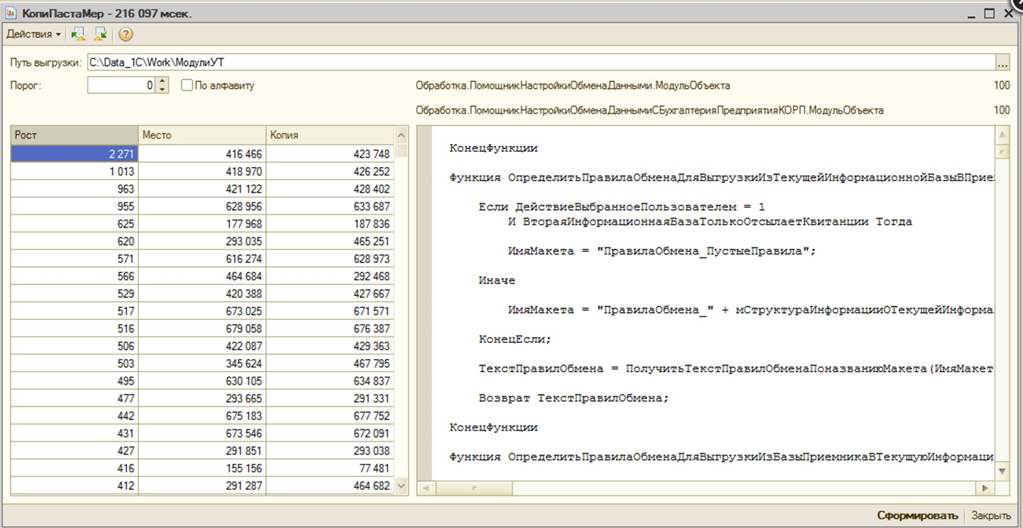 КопиПастаМер - 216 097 мсек.
Действия
Путь выгрузки: C:\Data_1C\Work\МодулиУТ ...
Порог: 0 По алфавиту
Обработка.ПомощникНастройкиОбменаДанными.МодульОбъекта 100
Обработка.ПомощникНастройкиОбменаДаннымиСБухгалтерияПредприятияКОРП.МодульОбъекта 100
Рост Место Копия
2 271 416 466 423 748
1 013 418 970 426 252
963 421 122 428 402
955 628 956 633 687
625 177 968 187 836
620 293 035 465 251
571 616 274 628 973
566 464 684 292 468
529 420 388 427 667
517 673 025 671 571
516 679 058 676 387
506 422 087 429 363
503 345 624 467 795
495 630 105 634 837
477 293 665 291 331
442 675 183 677 752
431 673 546 672 091
427 291 851 293 038
416 155 156 77 481
412 291 287 464 682
КонецФункции
Функция ОпределитьПравилаОбменаДляВыгрузкиИзТекущейИнформационнойБазыВПрием
Если ДействиеВыбранноеПользователем = 1
И ВтораяИнформационнаяБазаТолькоОтсылаетКвитанции Тогда
ИмяМакета = "ПравилаОбмена_ПустыеПравила";
Иначе
ИмяМакета = "ПравилаОбмена_" + мСтруктураИнформацииОТекущейИнформа
КонецЕсли;
ТекстПравилОбмена = ПолучитьТекстПравилОбменаПоназваниюМакета(ИмяМакет
Возврат ТекстПравилОбмена;
КонецФункции
Функция ОпределитьПравилаОбменаДляВыгрузкиИзБазыПриемникаВТекущуюИнформаци
Сформировать Закрыть